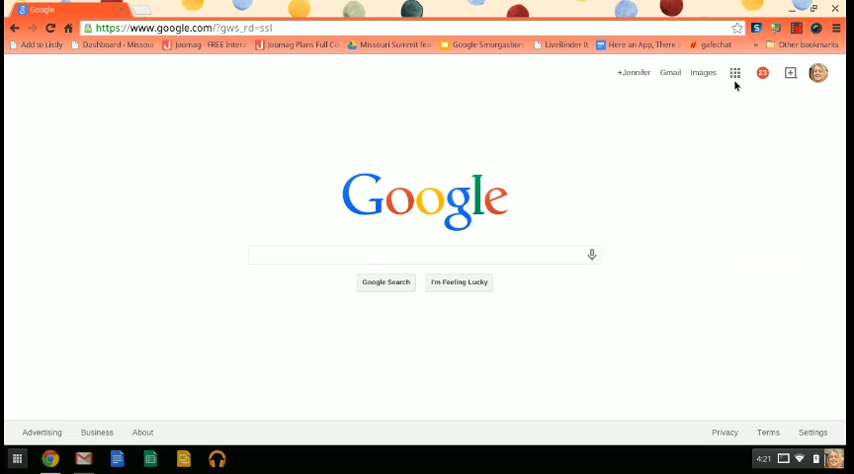 Google
https://www.google.com/?gws_rd=ssl
Add to Listly
Dashboard ‹ Missour
Joomag - FREE Intera
Joomag Plans Full Co
Missouri Summit fea
Google Smorgasbor
LiveBinder It
Here an App, There a
gafechat
»
Other bookmarks
+Jennifer Gmail Images 23
Google
Google Search I'm Feeling Lucky
Advertising Business About Privacy Terms Settings
4:21